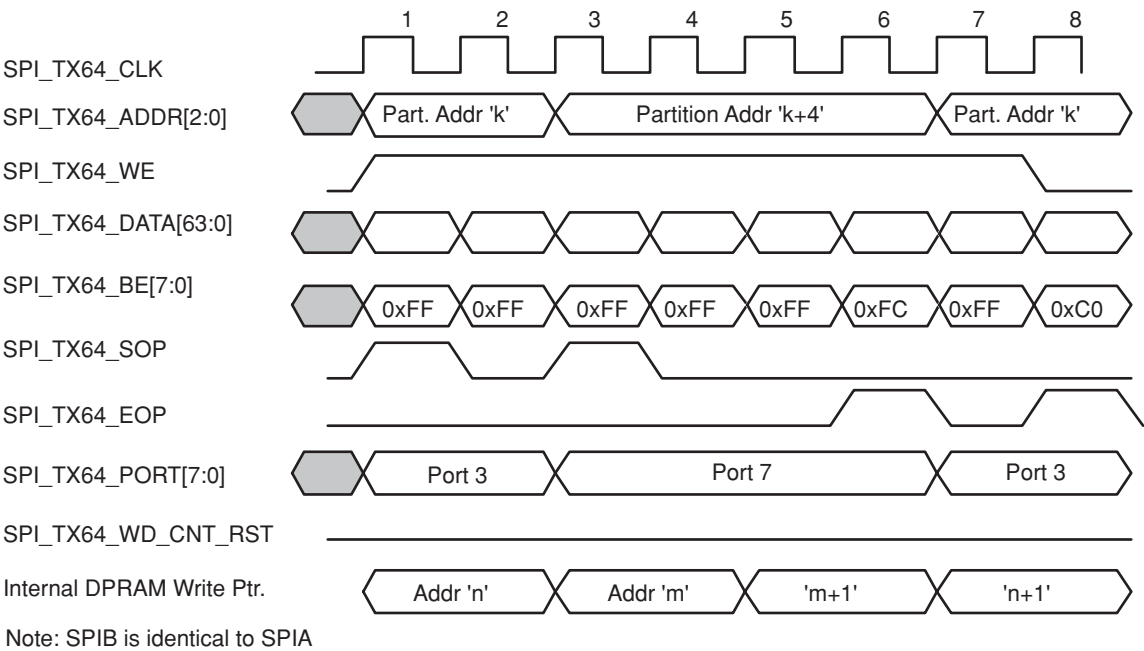 1 2 3 4 5 6 7 8
SPI_TX64_CLK
SPI_TX64_ADDR[2:0] Part. Addr 'k' Partition Addr 'k+4' Part. Addr 'k'
SPI_TX64_WE
SPI_TX64_DATA[63:0]
SPI_TX64_BE[7:0] 0xFF 0xFF 0xFF 0xFF 0xFF 0xFC 0xFF 0xC0
SPI_TX64_SOP
SPI_TX64_EOP
SPI_TX64_PORT[7:0] Port 3 Port 7 Port 3
SPI_TX64_WD_CNT_RST
Internal DPRAM Write Ptr. Addr 'n' Addr 'm' 'm+1' 'n+1'
Note: SPIB is identical to SPIA